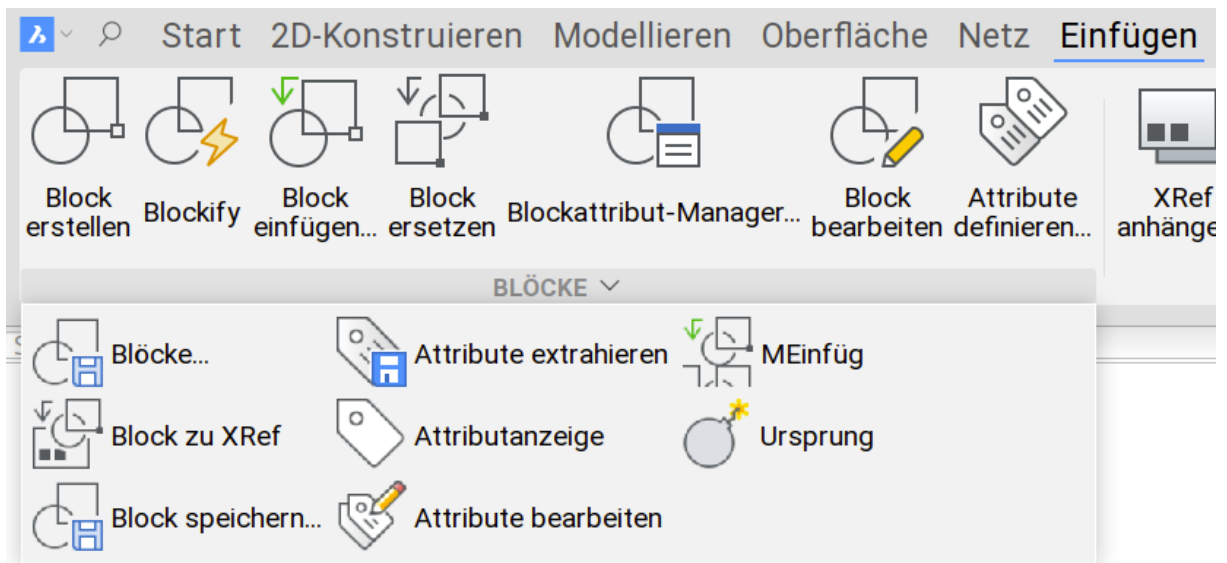 Start 2D-Konstruieren Modellieren Oberfläche Netz Einfügen
Block erstellen
Blockify
Block einfügen...
Block ersetzen
Blockattribut-Manager...
Block bearbeiten
Attribute definieren...
XRef
BLÖCKE
Blöcke... Attribute extrahieren MEinfüg
Block zu XRef Attributanzeige Ursprung
Block speichern... Attribute bearbeiten